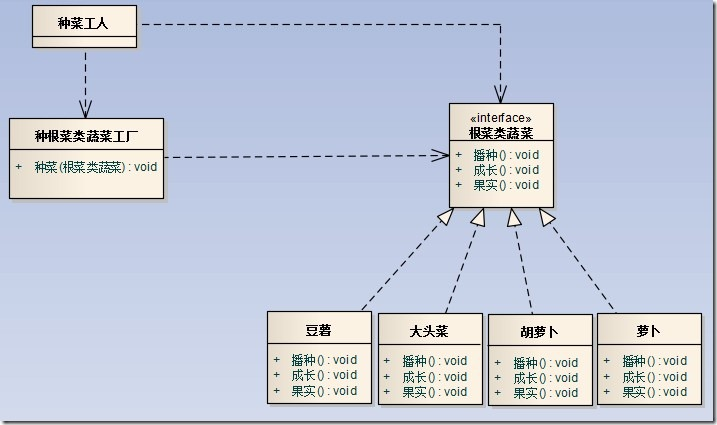 种菜工人
种根菜类蔬菜工厂
+ 种菜(根菜类蔬菜) : void
«interface»
根菜类蔬菜
+ 播种() : void
+ 成长() : void
+ 果实() : void
豆薯
+ 播种() : void
+ 成长() : void
+ 果实() : void
大头菜
+ 播种() : void
+ 成长() : void
+ 果实() : void
胡萝卜
+ 播种() : void
+ 成长() : void
+ 果实() : void
萝卜
+ 播种() : void
+ 成长() : void
+ 果实() : void